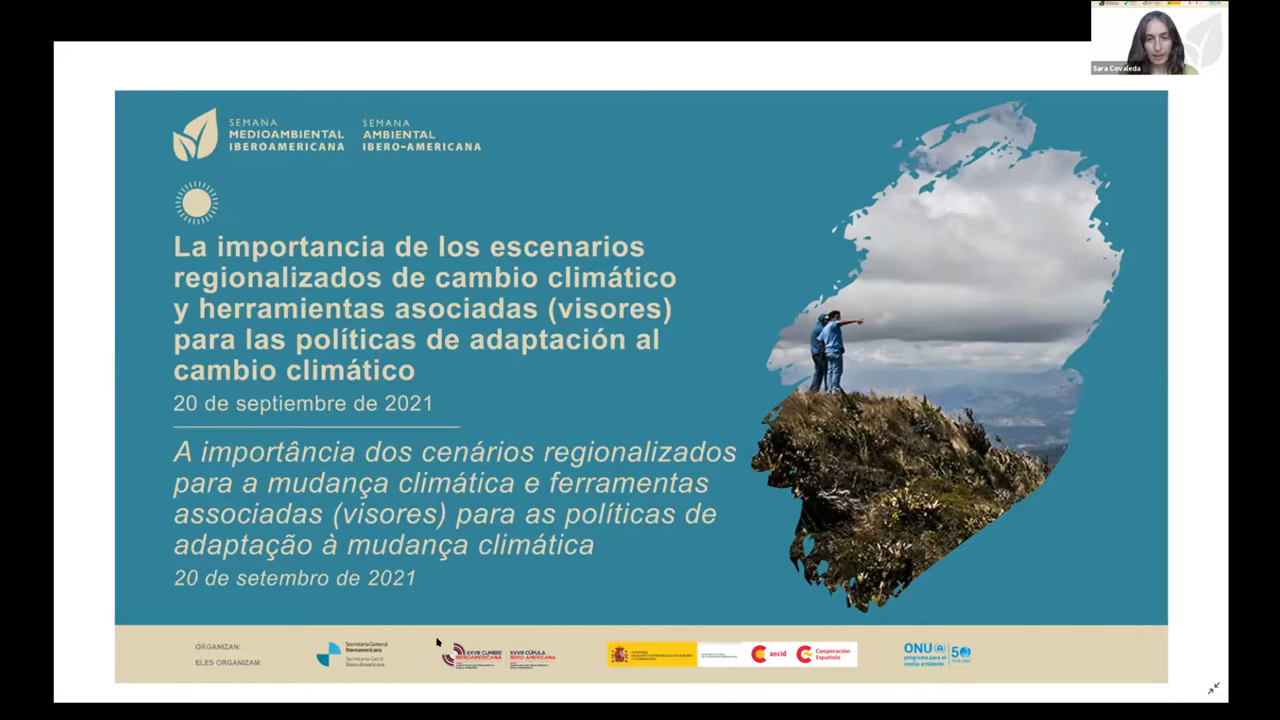 Sara Covaleda
SEMANA
MEDIOAMBIENTAL
IBEROAMERICANA
SEMANA
AMBIENTAL
IBERO-AMERICANA
La importancia de los escenarios
regionalizados de cambio climático
y herramientas asociadas (visores)
para las políticas de adaptación al
cambio climático
20 de septiembre de 2021
A importância dos cenários regionalizados
para a mudança climática e ferramentas
associadas (visores) para as políticas de
adaptação à mudança climática
20 de setembro de 2021
ORGANIZAN:
ELES ORGANIZAM:
Secretaría General
Iberoamericana
Secretaria-Geral
Ibero-Americana
XXVII CUMBRE
IBEROAMERICANA
XXVII CÚPULA
IBERO-AMERICANA
aecid
Cooperación
Española
ONU
programa para el
medio ambiente
50